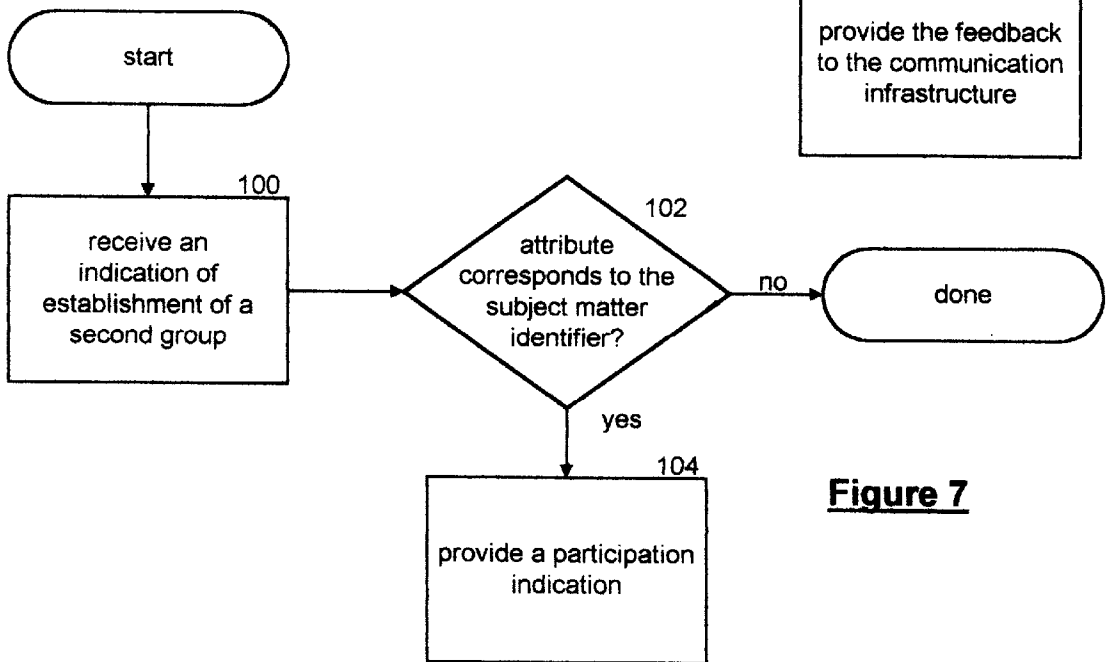 start
provide the feedback
to the communication
infrastructure
100
receive an
indication of
establishment of a
second group
102
attribute
corresponds to the
subject matter
identifier?
no
done
yes
104
provide a participation
indication
Figure 7